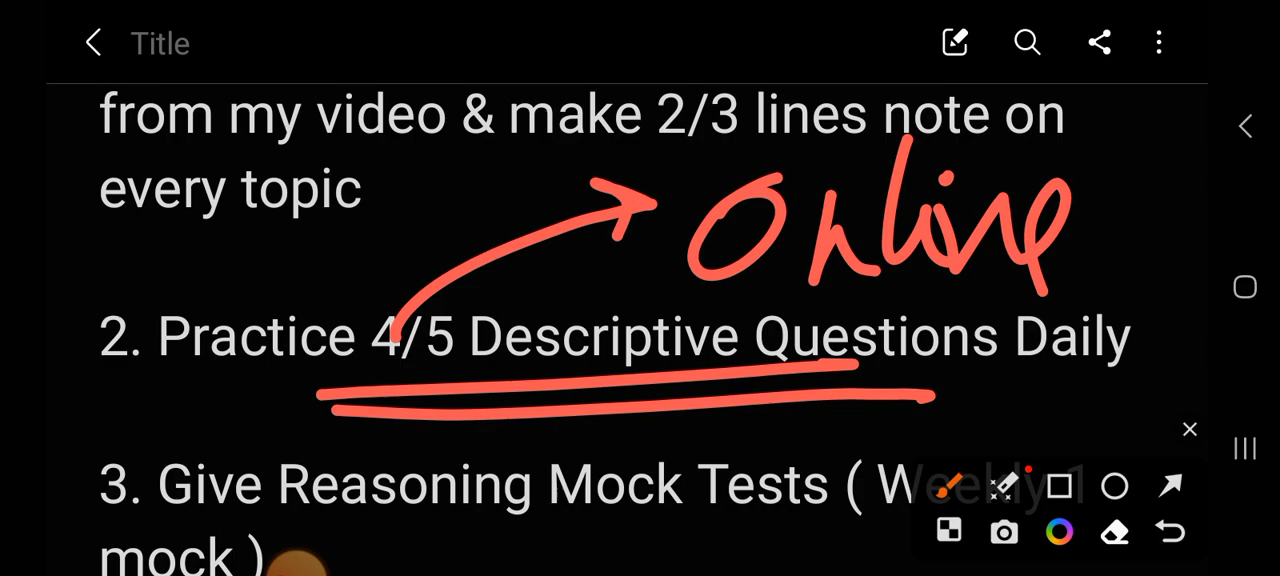 Title
from my video & make 2/3 lines note on
every topic
Online
2. Practice 4/5 Descriptive Questions Daily
3. Give Reasoning Mock Tests ( Weekly 1
mock )